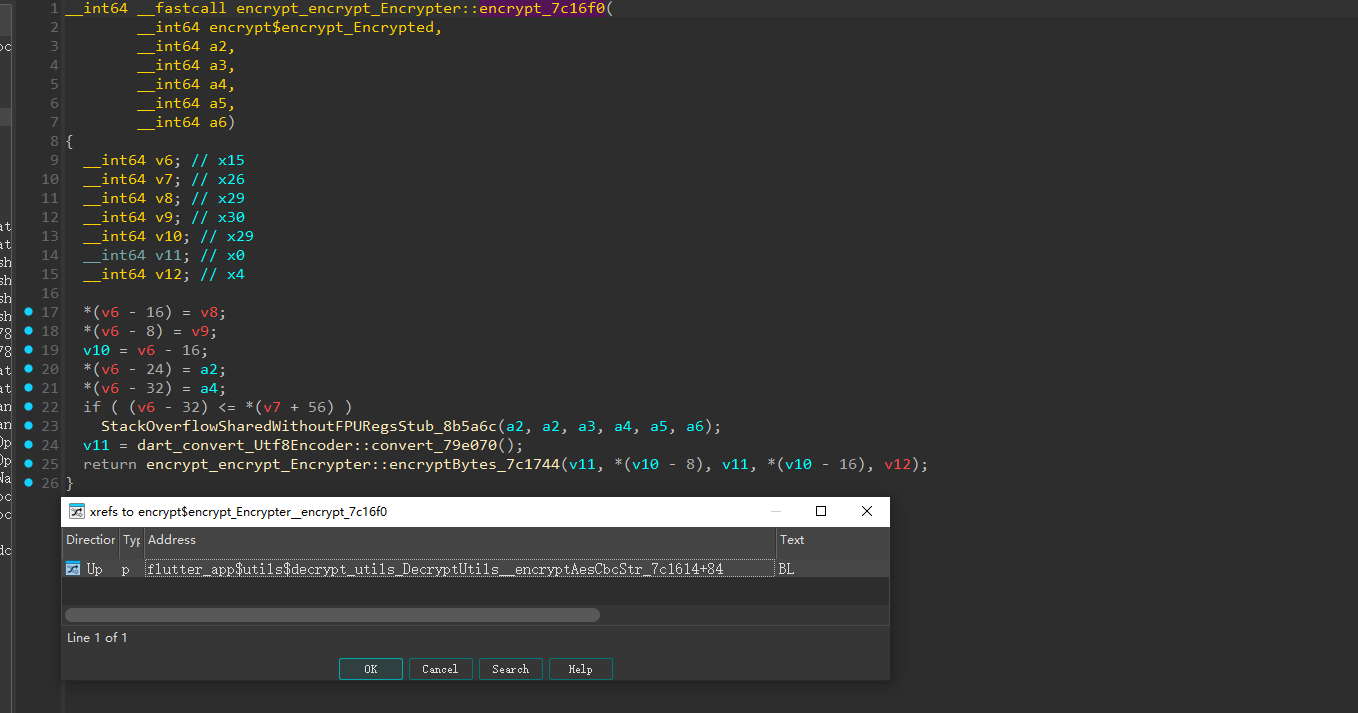 1 __int64 __fastcall encrypt_encrypt_Encrypter::encrypt_7c16f0(
2 __int64 encrypt$encrypt_Encrypted,
3 __int64 a2,
4 __int64 a3,
5 __int64 a4,
6 __int64 a5,
7 __int64 a6)
8 {
9 __int64 v6; // x15
10 __int64 v7; // x26
11 __int64 v8; // x29
12 __int64 v9; // x30
13 __int64 v10; // x29
14 __int64 v11; // x0
15 __int64 v12; // x4
16
17 *(v6 - 16) = v8;
18 *(v6 - 8) = v9;
19 v10 = v6 - 16;
20 *(v6 - 24) = a2;
21 *(v6 - 32) = a4;
22 if ( (v6 - 32) <= *(v7 + 56) )
23 StackOverflowSharedWithoutFPURegsStub_8b5a6c(a2, a2, a3, a4, a5, a6);
24 v11 = dart_convert_Utf8Encoder::convert_79e070();
25 return encrypt_encrypt_Encrypter::encryptBytes_7c1744(v11, *(v10 - 8), v11, *(v10 - 16), v12);
26 }
xrefs to encrypt$encrypt_Encrypter__encrypt_7c16f0
Direction Typ Address Text
Up p flutter_app$utils$decrypt_utils_DecryptUtils__encryptAesCbcStr_7c1614+84 BL
Line 1 of 1
OK Cancel Search Help